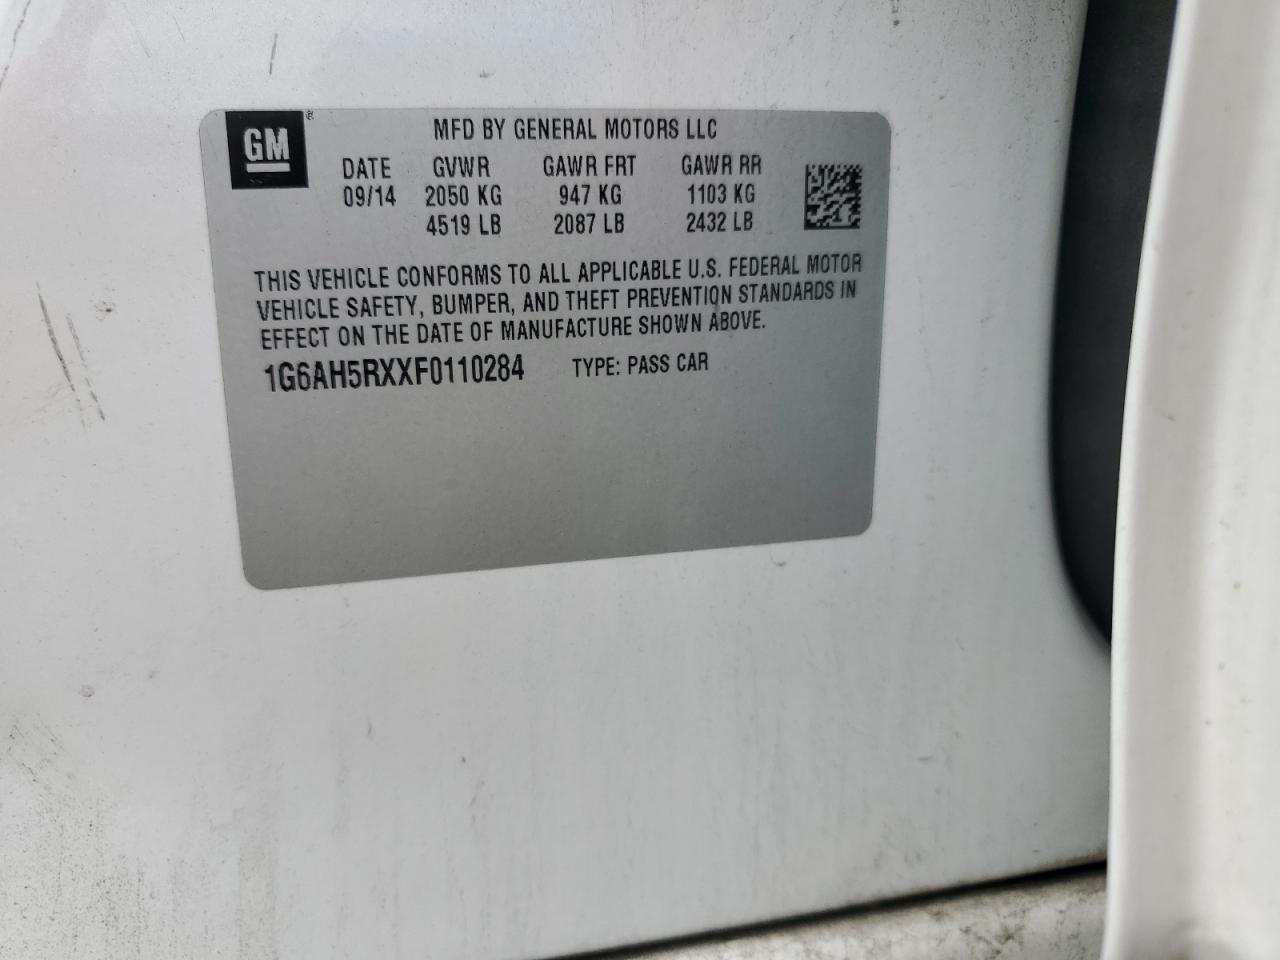 GM
MFD BY GENERAL MOTORS LLC
DATE GVWR GAWR FRT GAWR RR
09/14 2050 KG 947 KG 1103 KG
4519 LB 2087 LB 2432 LB
THIS VEHICLE CONFORMS TO ALL APPLICABLE U.S. FEDERAL MOTOR
VEHICLE SAFETY, BUMPER, AND THEFT PREVENTION STANDARDS IN
EFFECT ON THE DATE OF MANUFACTURE SHOWN ABOVE.
1G6AH5RXXF0110284 TYPE: PASS CAR